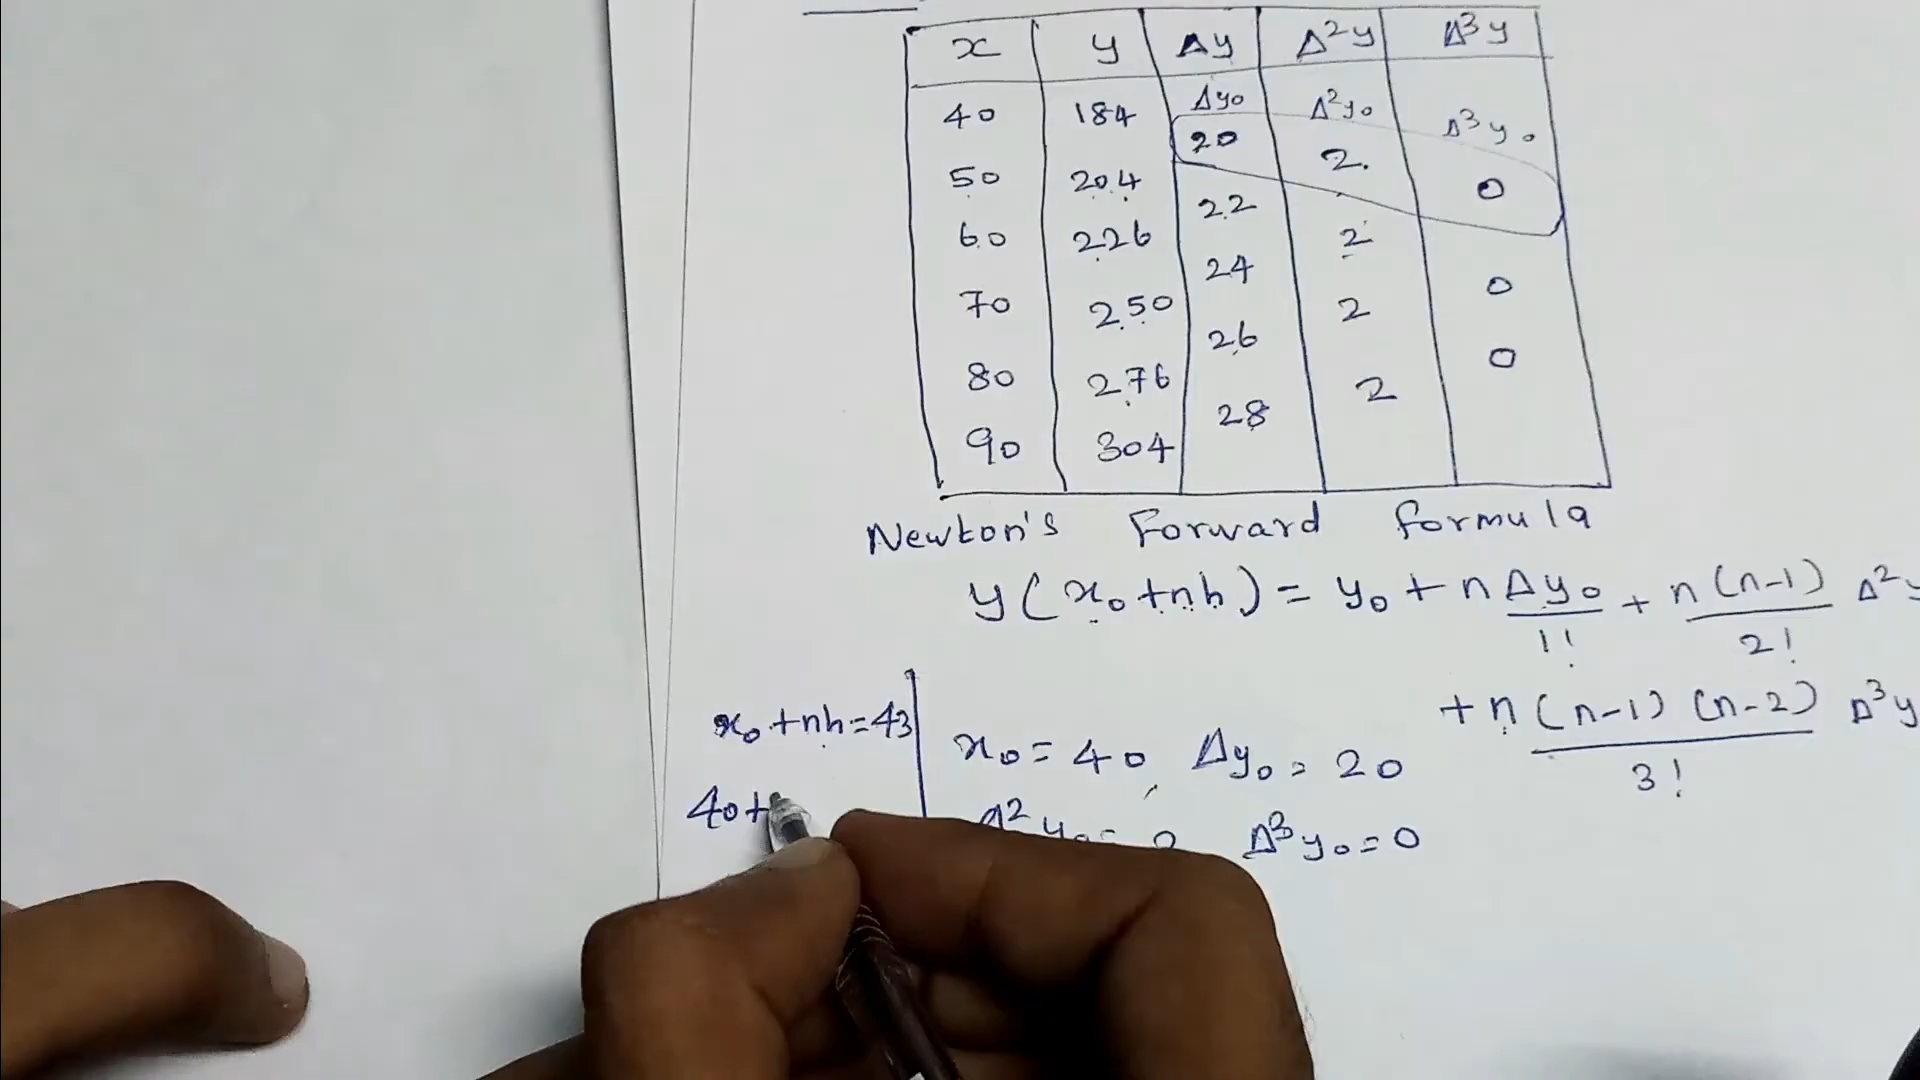 x y Δy Δ²y Δ³y
40 184 Δy₀ Δ²y₀ Δ³y₀
20 2. 0
50 204
22 2
60 226
24 0
70 250 2
26 0
80 276 2
28
90 304
Newton's Forward formula
y(x₀+nh) = y₀ + n Δy₀/1! + n(n-1)/2! Δ²y
+ n(n-1)(n-2)/3! Δ³y
x₀+nh=43
x₀ = 40, Δy₀ = 20
40+
Δ²y₀= Δ³y₀=0